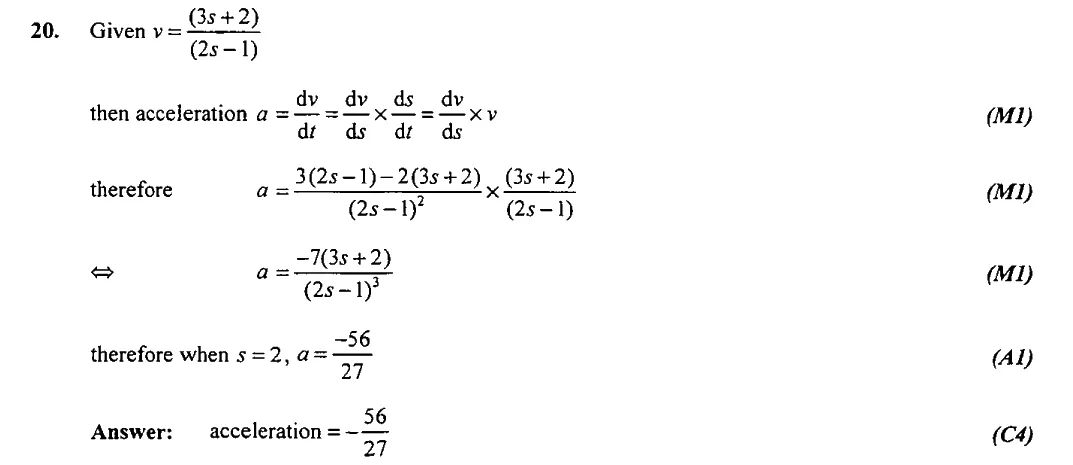 20. Given v = (3s + 2)/(2s − 1)
then acceleration a = dv/dt = dv/ds × ds/dt = dv/ds × v (M1)
therefore a = (3(2s − 1) − 2(3s + 2))/(2s − 1)² × (3s + 2)/(2s − 1) (M1)
⇔ a = −7(3s + 2)/(2s − 1)³ (M1)
therefore when s = 2, a = −56/27 (A1)
Answer: acceleration = −56/27 (C4)